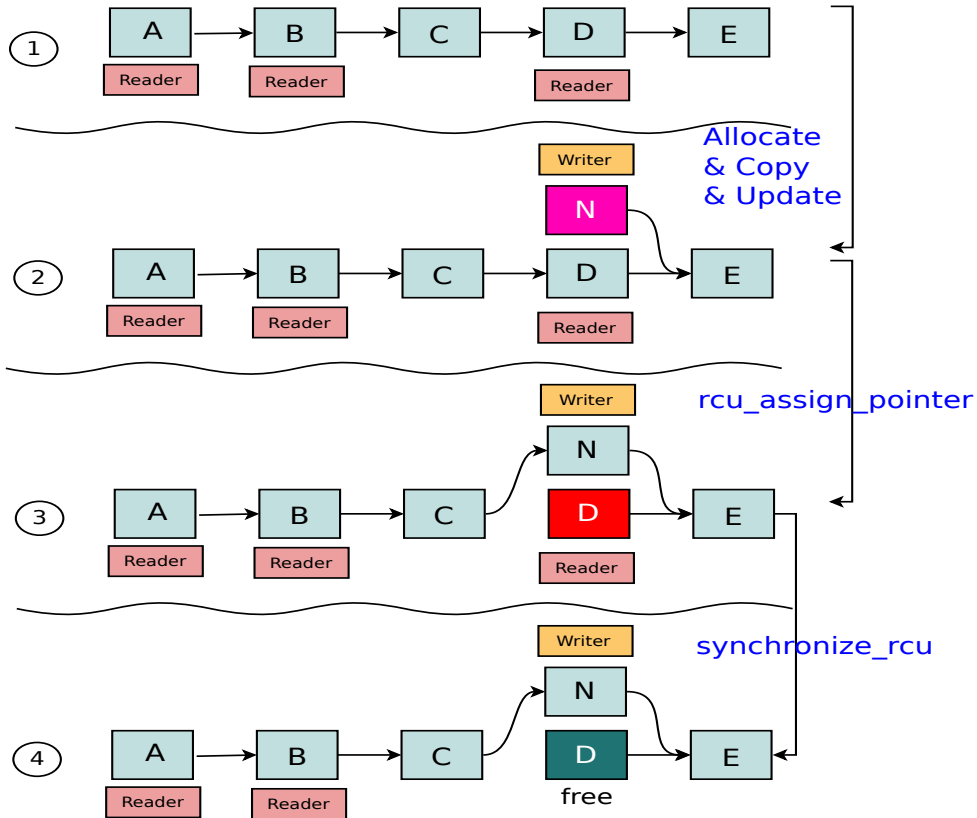 1
A B C D E
Reader Reader Reader
Allocate
& Copy
& Update
Writer
N
2
A B C D E
Reader Reader Reader
rcu_assign_pointer
Writer
N
3
A B C D E
Reader Reader Reader
synchronize_rcu
Writer
N
4
A B C D E
free
Reader Reader